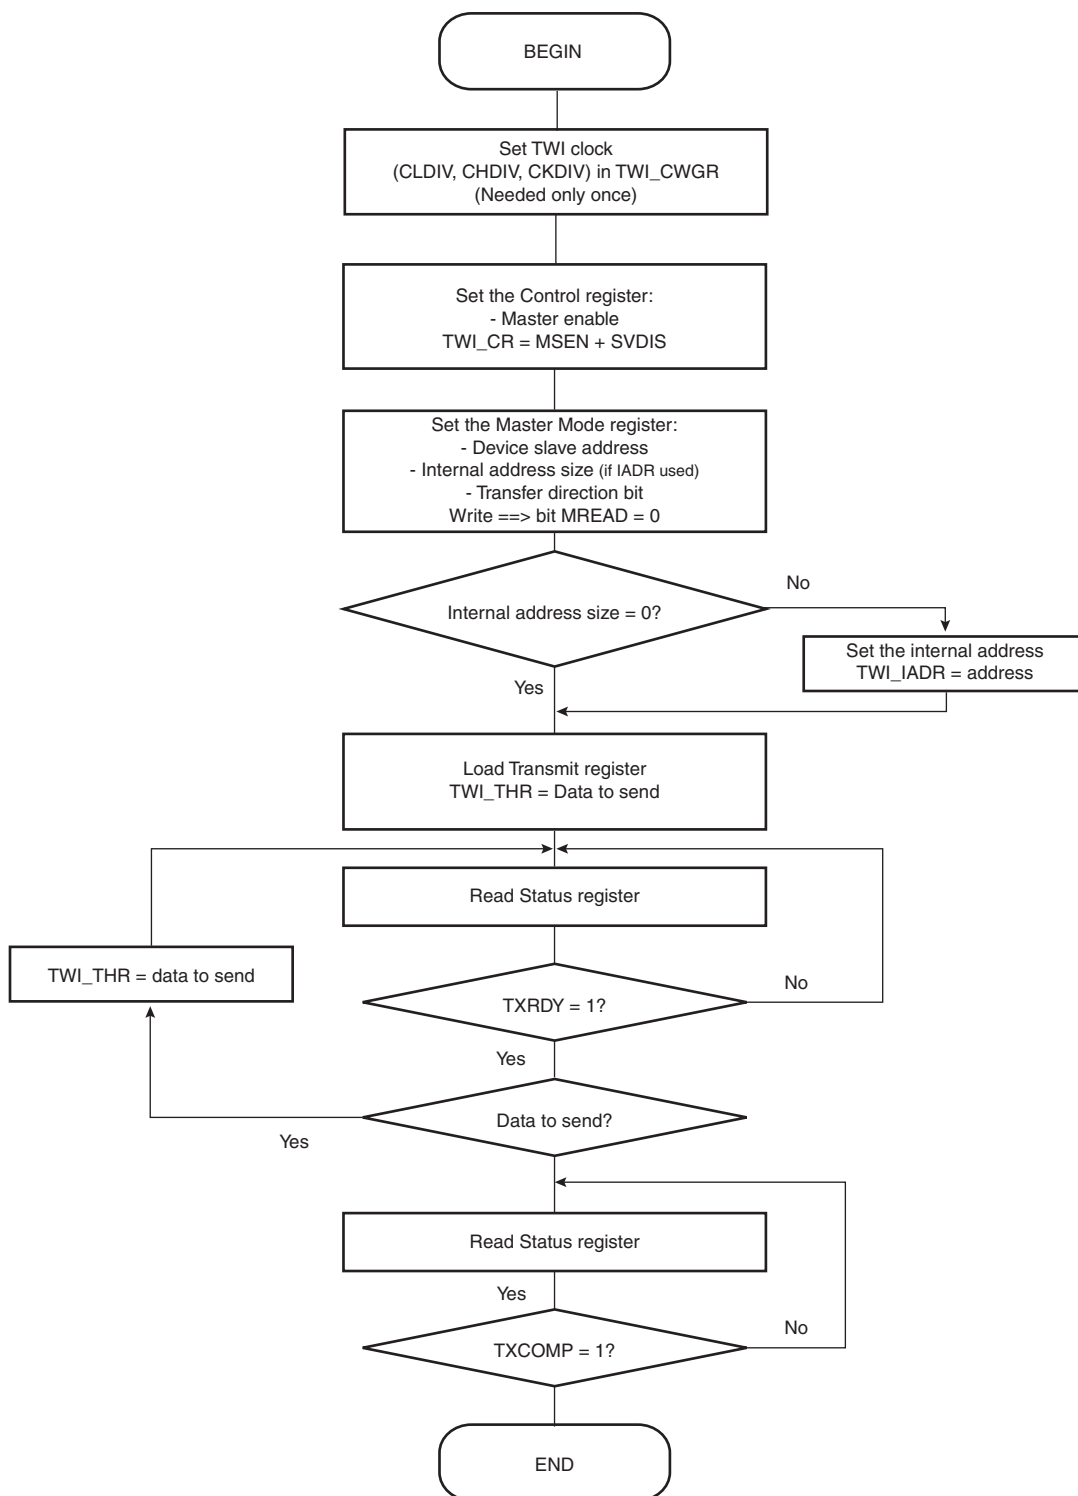 BEGIN
Set TWI clock
(CLDIV, CHDIV, CKDIV) in TWI_CWGR
(Needed only once)
Set the Control register:
- Master enable
TWI_CR = MSEN + SVDIS
Set the Master Mode register:
- Device slave address
- Internal address size (if IADR used)
- Transfer direction bit
Write ==> bit MREAD = 0
No
Internal address size = 0?
Set the internal address
TWI_IADR = address
Yes
Load Transmit register
TWI_THR = Data to send
Read Status register
TWI_THR = data to send
No
TXRDY = 1?
Yes
Data to send?
Yes
Read Status register
Yes
No
TXCOMP = 1?
END